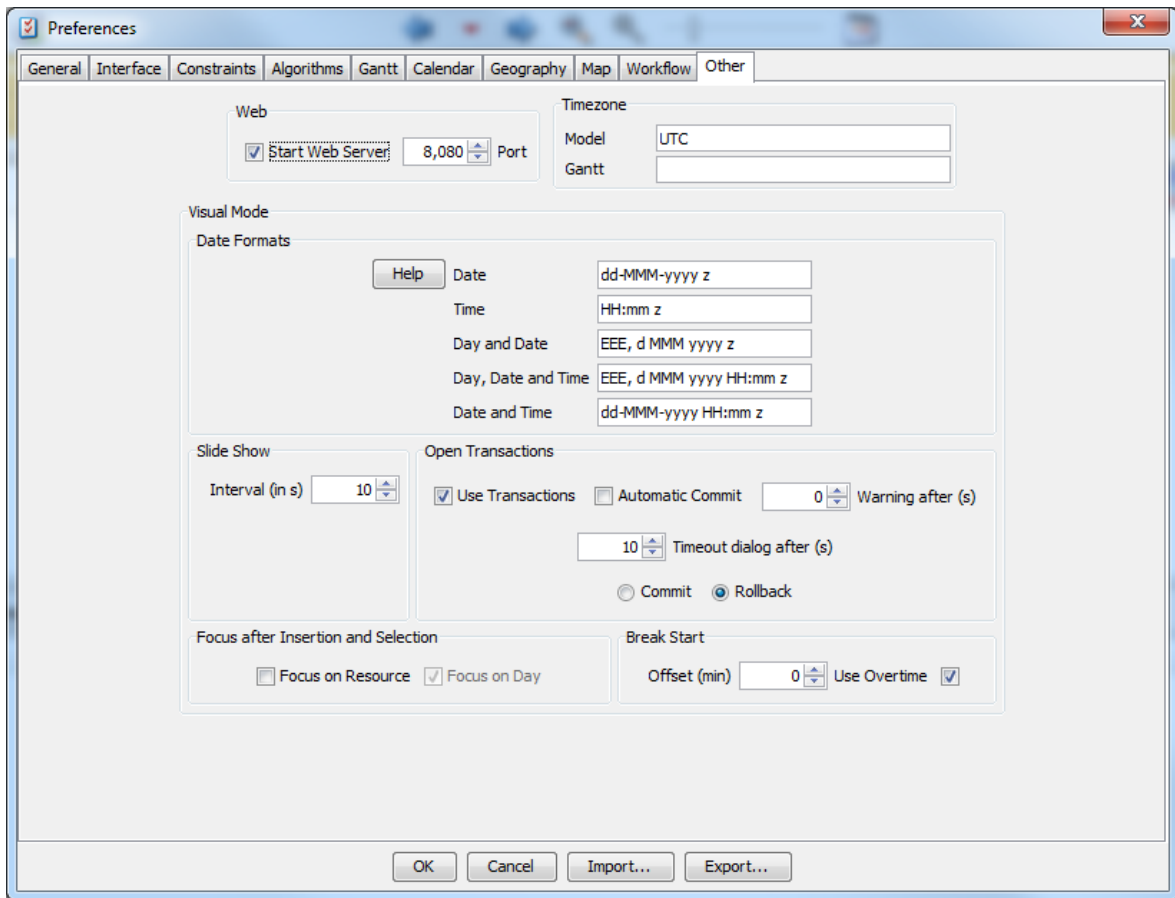 Preferences
General Interface Constraints Algorithms Gantt Calendar Geography Map Workflow Other
Web
Start Web Server 8,080 Port
Timezone
Model UTC
Gantt
Visual Mode
Date Formats
Help Date dd-MMM-yyyy z
Time HH:mm z
Day and Date EEE, d MMM yyyy z
Day, Date and Time EEE, d MMM yyyy HH:mm z
Date and Time dd-MMM-yyyy HH:mm z
Slide Show
Interval (in s) 10
Open Transactions
Use Transactions Automatic Commit 0 Warning after (s)
10 Timeout dialog after (s)
Commit Rollback
Focus after Insertion and Selection
Focus on Resource Focus on Day
Break Start
Offset (min) 0 Use Overtime
OK Cancel Import... Export...